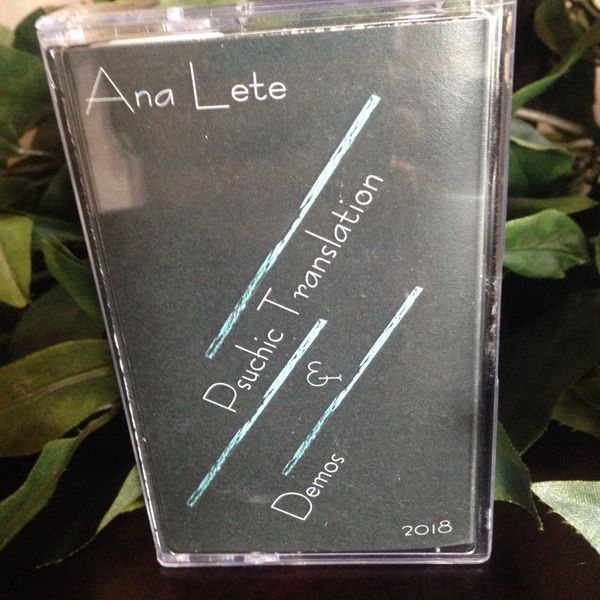 Ana Lete
Psuchic Translation
&
Demos
2018